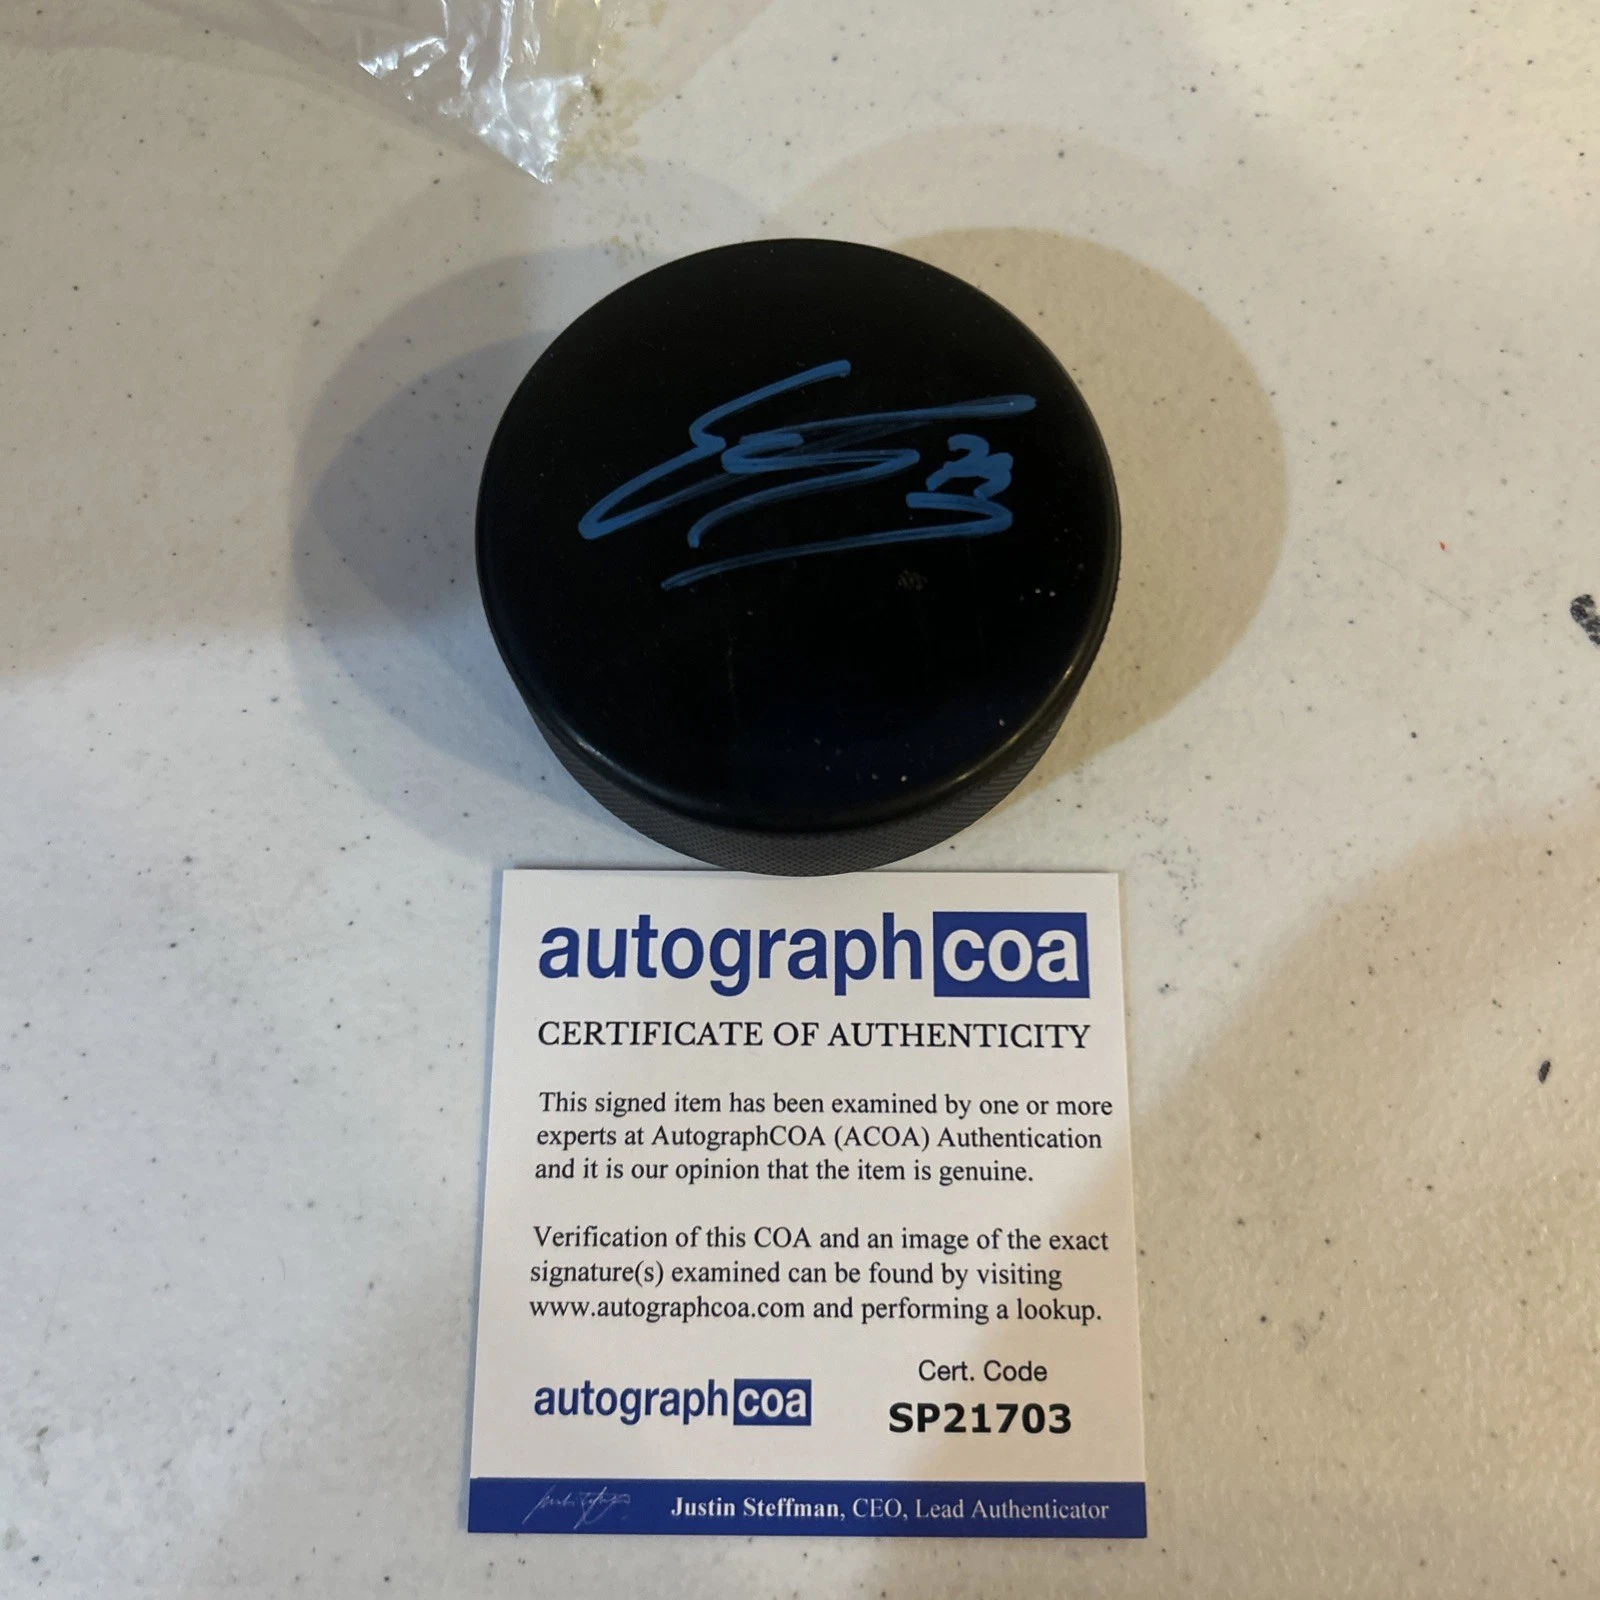 autographcoa
CERTIFICATE OF AUTHENTICITY
This signed item has been examined by one or more
experts at AutographCOA (ACOA) Authentication
and it is our opinion that the item is genuine.
Verification of this COA and an image of the exact
signature(s) examined can be found by visiting
www.autographcoa.com and performing a lookup.
Cert. Code
autographcoa SP21703
Justin Steffman, CEO, Lead Authenticator